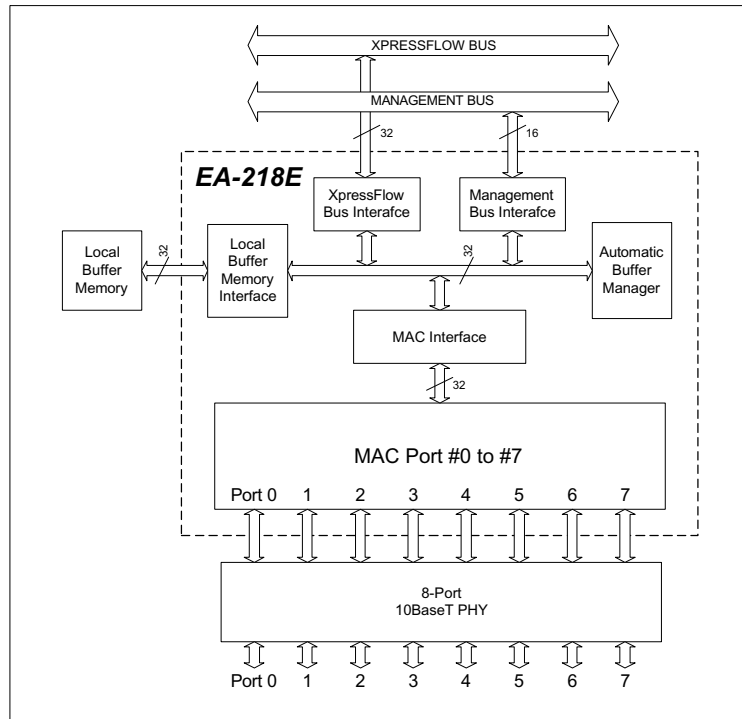 XPRESSFLOW BUS
MANAGEMENT BUS
32
16
EA-218E
XpressFlow
Bus Interafce
Management
Bus Interafce
Local
Buffer
Memory
32
Local
Buffer
Memory
Interface
32
Automatic
Buffer
Manager
MAC Interface
32
MAC Port #0 to #7
Port 0 1 2 3 4 5 6 7
8-Port
10BaseT PHY
Port 0 1 2 3 4 5 6 7